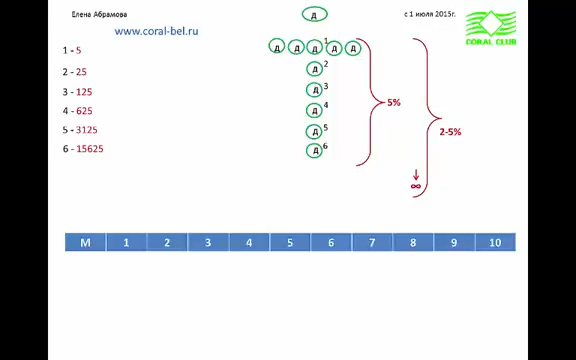 Елена Абрамова
www.coral-bel.ru
с 1 июля 2015г.
CORAL CLUB
Д
Д Д Д Д Д 1
Д 2
Д 3
Д 4
Д 5
Д 6
1 - 5
2 - 25
3 - 125
4 - 625
5 - 3125
6 - 15625
5%
2-5%
∞
М 1 2 3 4 5 6 7 8 9 10